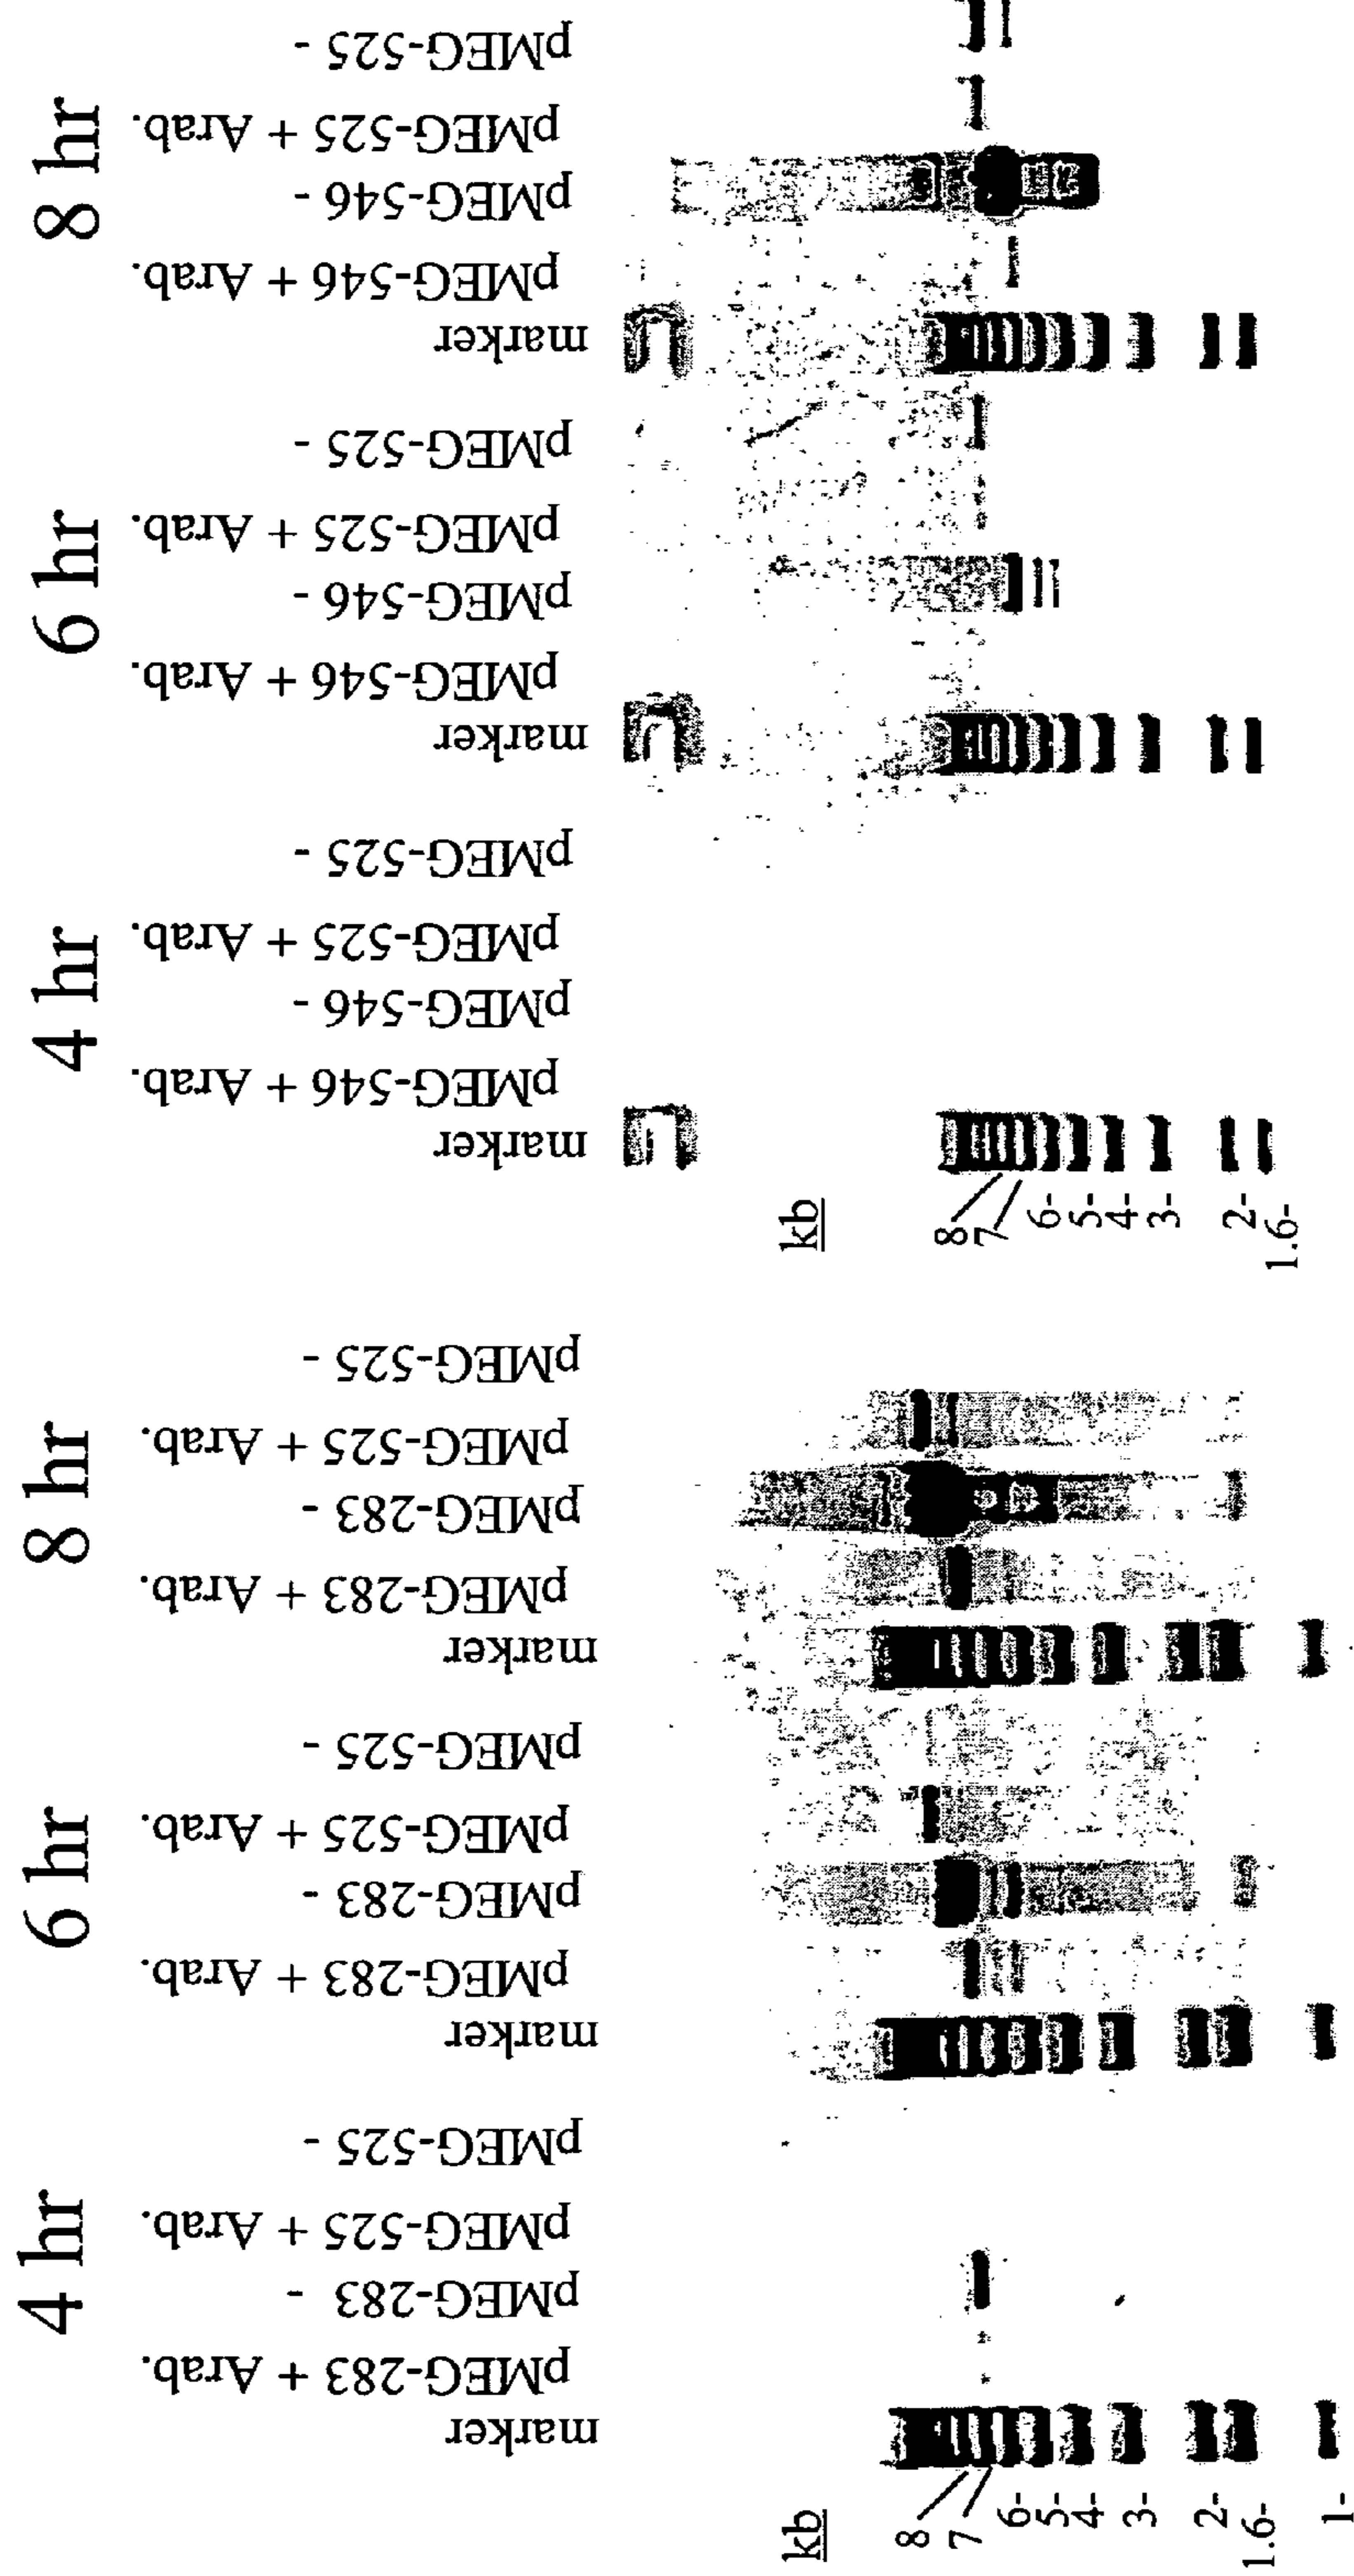 4 hr
marker
pMEG-283 + Arab.
pMEG-283 -
pMEG-525 + Arab.
pMEG-525 -
6 hr
marker
pMEG-283 + Arab.
pMEG-283 -
pMEG-525 + Arab.
pMEG-525 -
8 hr
marker
pMEG-283 + Arab.
pMEG-283 -
pMEG-525 + Arab.
pMEG-525 -
kb
8
7
6-
5-
4-
3-
2-
1.6-
1-
4 hr
marker
pMEG-546 + Arab.
pMEG-546 -
pMEG-525 + Arab.
pMEG-525 -
6 hr
marker
pMEG-546 + Arab.
pMEG-546 -
pMEG-525 + Arab.
pMEG-525 -
8 hr
marker
pMEG-546 + Arab.
pMEG-546 -
pMEG-525 + Arab.
pMEG-525 -
kb
8
7
6-
5-
4-
3-
2-
1.6-